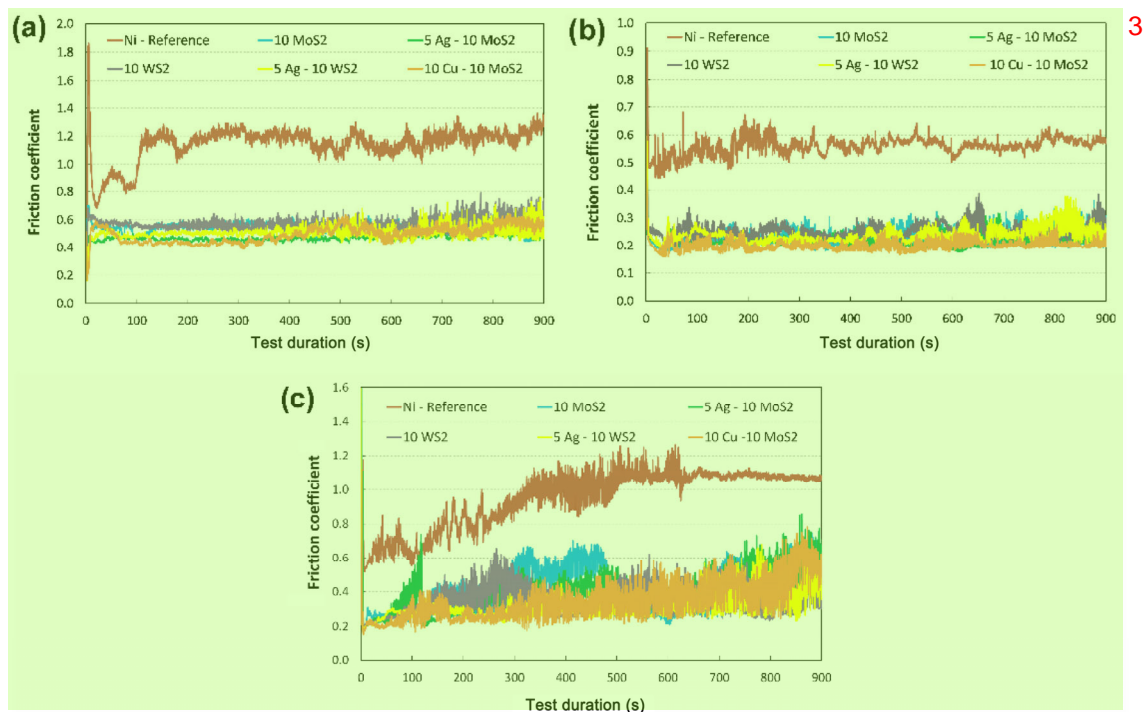 3
(a)
Friction coefficient
2.0
1.8
1.6
1.4
1.2
1.0
0.8
0.6
0.4
0.2
0.0
Ni - Reference 10 MoS2 5 Ag - 10 MoS2
10 WS2 5 Ag - 10 WS2 10 Cu - 10 MoS2
0 100 200 300 400 500 600 700 800 900
Test duration (s)
(b)
Friction coefficient
1.0
0.9
0.8
0.7
0.6
0.5
0.4
0.3
0.2
0.1
0.0
Ni - Reference 10 MoS2 5 Ag - 10 MoS2
10 WS2 5 Ag - 10 WS2 10 Cu - 10 MoS2
0 100 200 300 400 500 600 700 800 900
Test duration (s)
(c)
Friction coefficient
1.6
1.4
1.2
1.0
0.8
0.6
0.4
0.2
0.0
Ni - Reference 10 MoS2 5 Ag - 10 MoS2
10 WS2 5 Ag - 10 WS2 10 Cu -10 MoS2
0 100 200 300 400 500 600 700 800 900
Test duration (s)